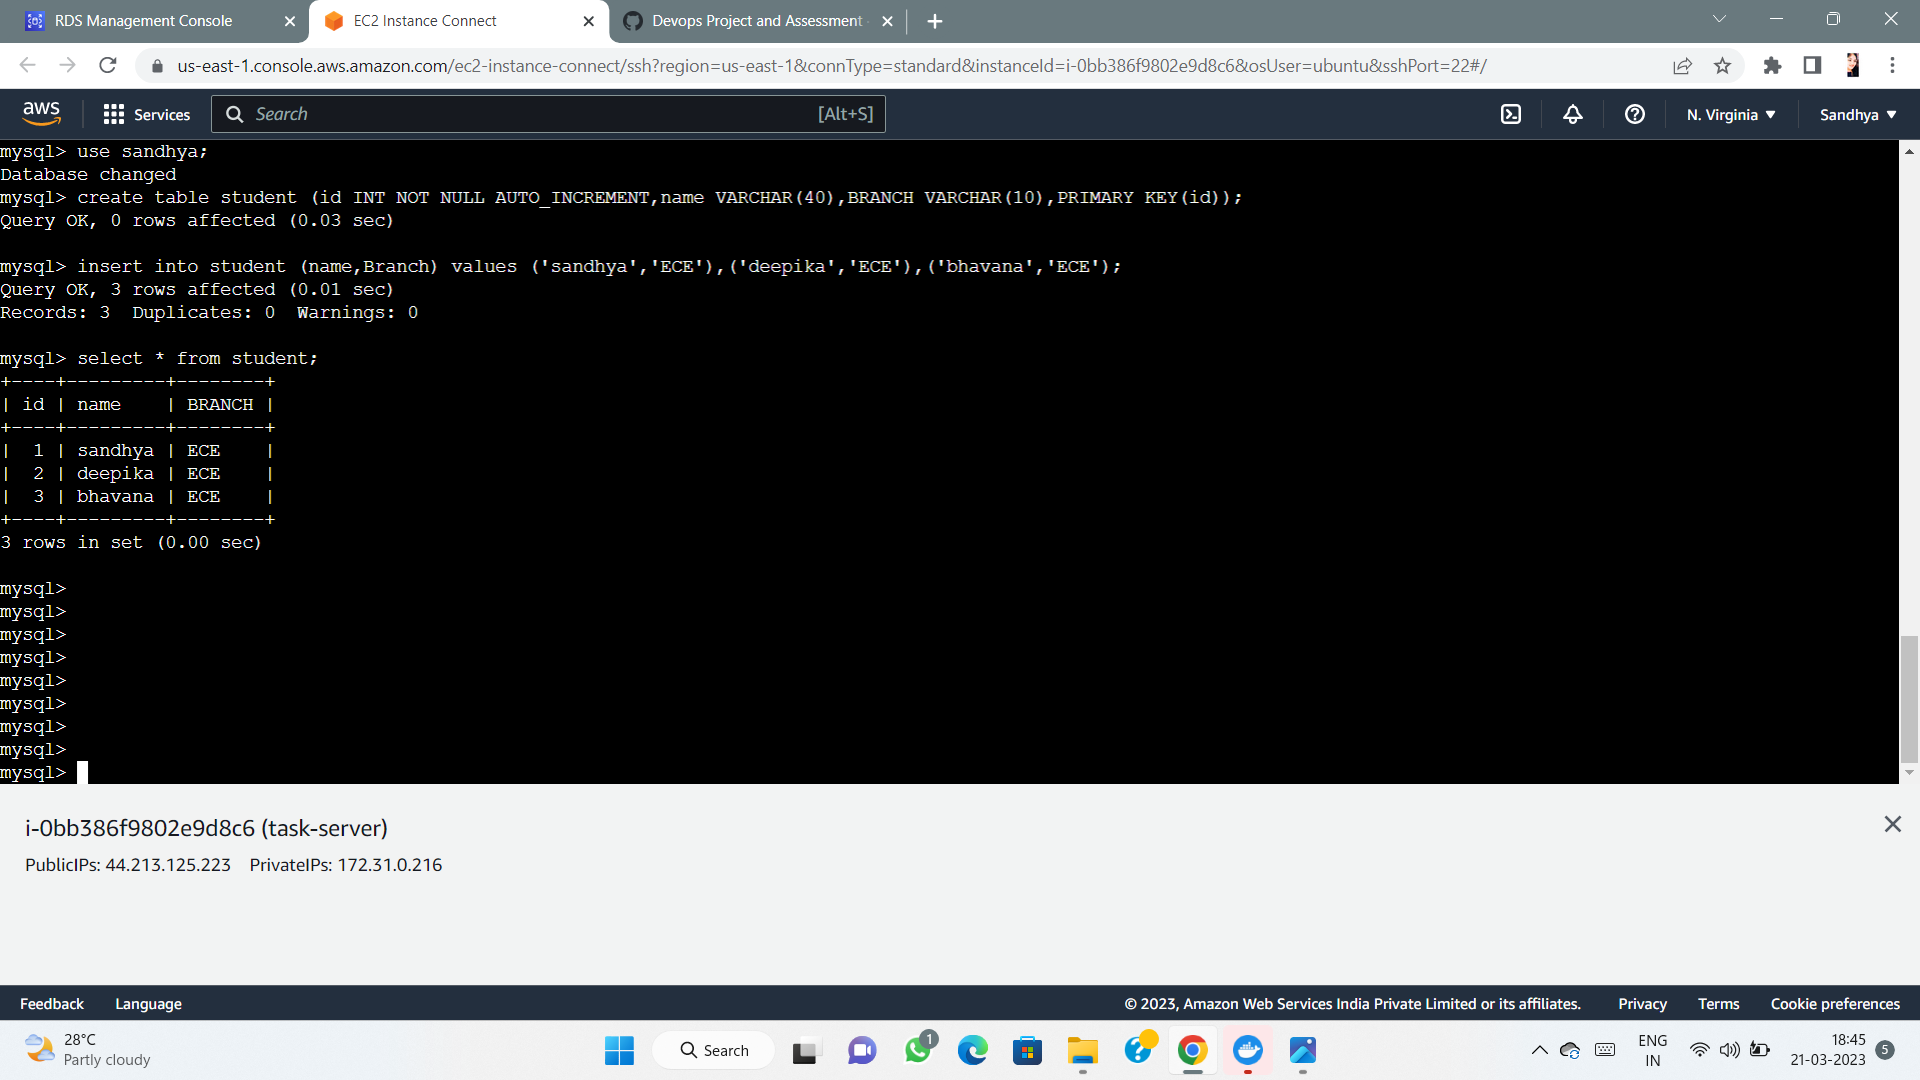 RDS Management Console
EC2 Instance Connect
Devops Project and Assessment
us-east-1.console.aws.amazon.com/ec2-instance-connect/ssh?region=us-east-1&connType=standard&instanceId=i-0bb386f9802e9d8c6&osUser=ubuntu&sshPort=22#/
aws
Services
Search
[Alt+S]
N. Virginia
Sandhya
mysql> use sandhya;
Database changed
mysql> create table student (id INT NOT NULL AUTO_INCREMENT,name VARCHAR(40),BRANCH VARCHAR(10),PRIMARY KEY(id));
Query OK, 0 rows affected (0.03 sec)
mysql> insert into student (name,Branch) values ('sandhya','ECE'),('deepika','ECE'),('bhavana','ECE');
Query OK, 3 rows affected (0.01 sec)
Records: 3  Duplicates: 0  Warnings: 0
mysql> select * from student;
+----+---------+--------+
| id | name    | BRANCH |
+----+---------+--------+
|  1 | sandhya | ECE    |
|  2 | deepika | ECE    |
|  3 | bhavana | ECE    |
+----+---------+--------+
3 rows in set (0.00 sec)
mysql>
mysql>
mysql>
mysql>
mysql>
mysql>
mysql>
mysql>
mysql>
i-0bb386f9802e9d8c6 (task-server)
PublicIPs: 44.213.125.223 PrivateIPs: 172.31.0.216
Feedback
Language
© 2023, Amazon Web Services India Private Limited or its affiliates.
Privacy
Terms
Cookie preferences
28°C
Partly cloudy
Search
1
ENG
IN
18:45
21-03-2023
5